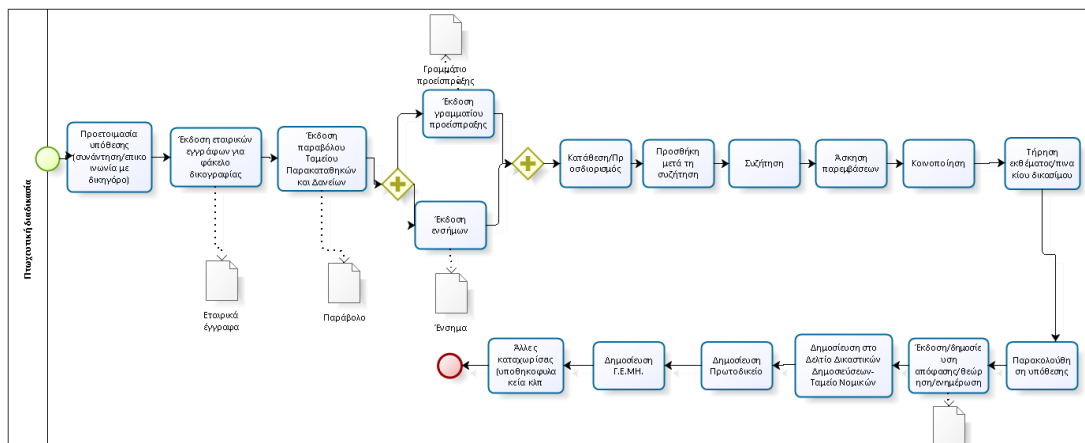 Πτωχευτική διαδικασία
Προετοιμασία
υπόθεσης
(συνάντηση/επικο
ινωνία με
δικηγόρο)
Έκδοση εταιρικών
εγγράφων για
φάκελο
δικογραφίας
Εταιρικά
έγγραφα
Έκδοση
παραβόλου
Ταμείου
Παρακαταθηκών
και Δανείων
Παράβολο
Γραμμάτιο
προείσπραξης
Έκδοση
γραμματίου
προείσπραξης
Έκδοση
ενσήμων
Ένσημα
Κατάθεση/Πρ
οσδιορισμός
Προσθήκη
μετά τη
συζήτηση
Συζήτηση
Άσκηση
παρεμβάσεων
Κοινοποίηση
Τήρηση
εκθέματος/πινα
κίου δικασίμου
Παρακολούθη
ση υπόθεσης
Έκδοση/δημοσίε
υση
απόφασης/θεώρ
ηση/ενημέρωση
Δημοσίευση στο
Δελτίο Δικαστικών
Δημοσιεύσεων-
Ταμείο Νομικών
Δημοσίευση
Πρωτοδικείο
Δημοσίευση
Γ.Ε.ΜΗ.
Άλλες
καταχωρίσας
(υποθηκοφυλα
κεία κλπ